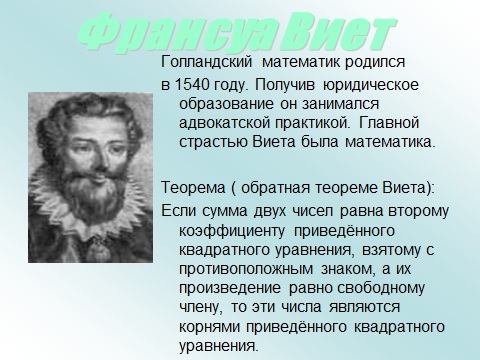 Франсуа Виет
Голландский математик родился
в 1540 году. Получив юридическое
образование он занимался
адвокатской практикой. Главной
страстью Виета была математика.
Теорема ( обратная теореме Виета):
Если сумма двух чисел равна второму
коэффициенту приведённого
квадратного уравнения, взятому с
противоположным знаком, а их
произведение равно свободному
члену, то эти числа являются
корнями приведённого квадратного
уравнения.